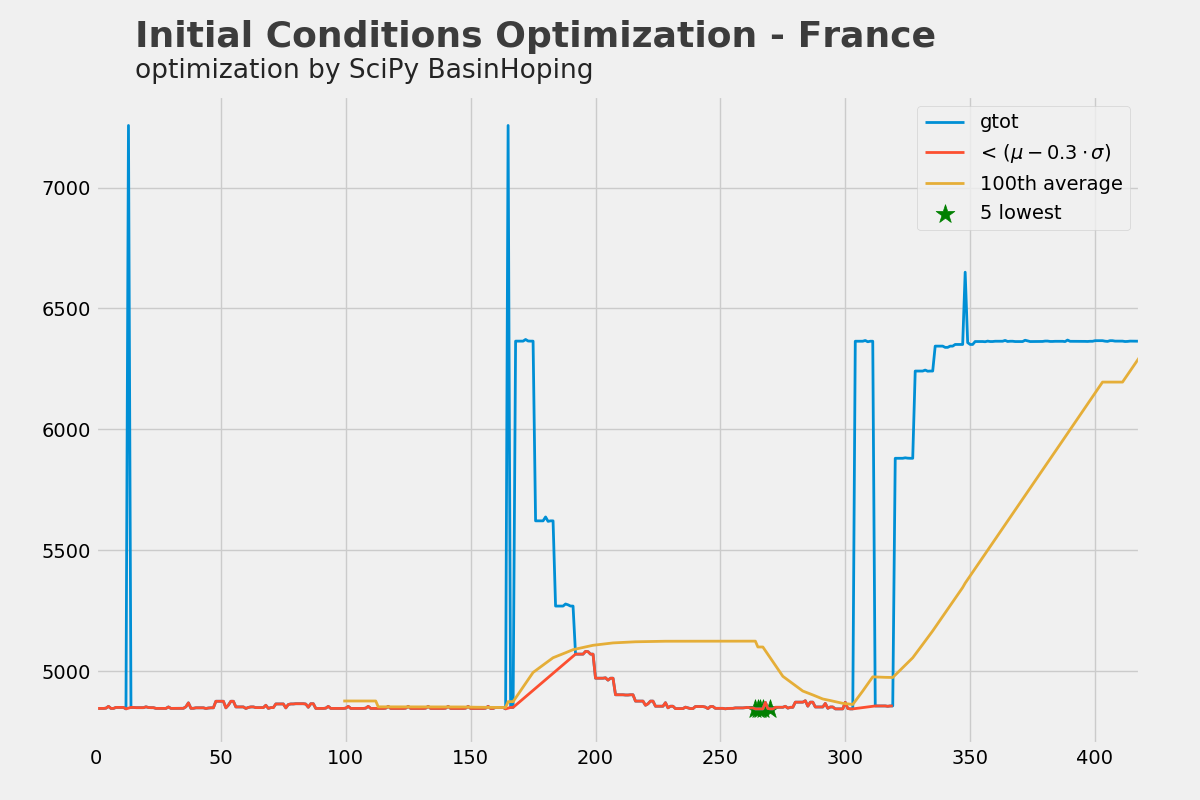 Initial Conditions Optimization - France
optimization by SciPy BasinHoping
gtot
< (μ − 0.3 · σ)
100th average
5 lowest
7000
6500
6000
5500
5000
0 50 100 150 200 250 300 350 400